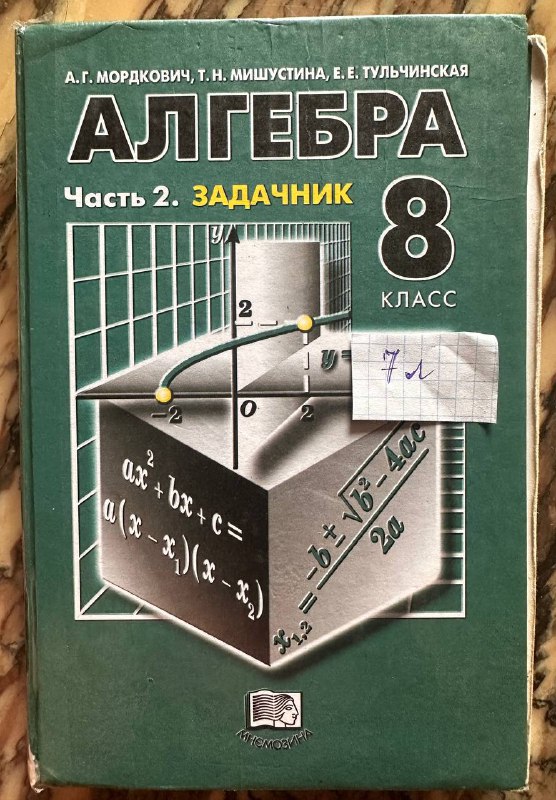 А. Г. МОРДКОВИЧ, Т. Н. МИШУСТИНА, Е. Е. ТУЛЬЧИНСКАЯ
АЛГЕБРА
Часть 2. ЗАДАЧНИК
8
КЛАСС
y
2
y =
7 л
-2
0
2
ax² + bx + c =
a(x - x₁)(x - x₂)
x₁,₂ = -b ± √b² - 4ac
2a
МНЕМОЗИНА